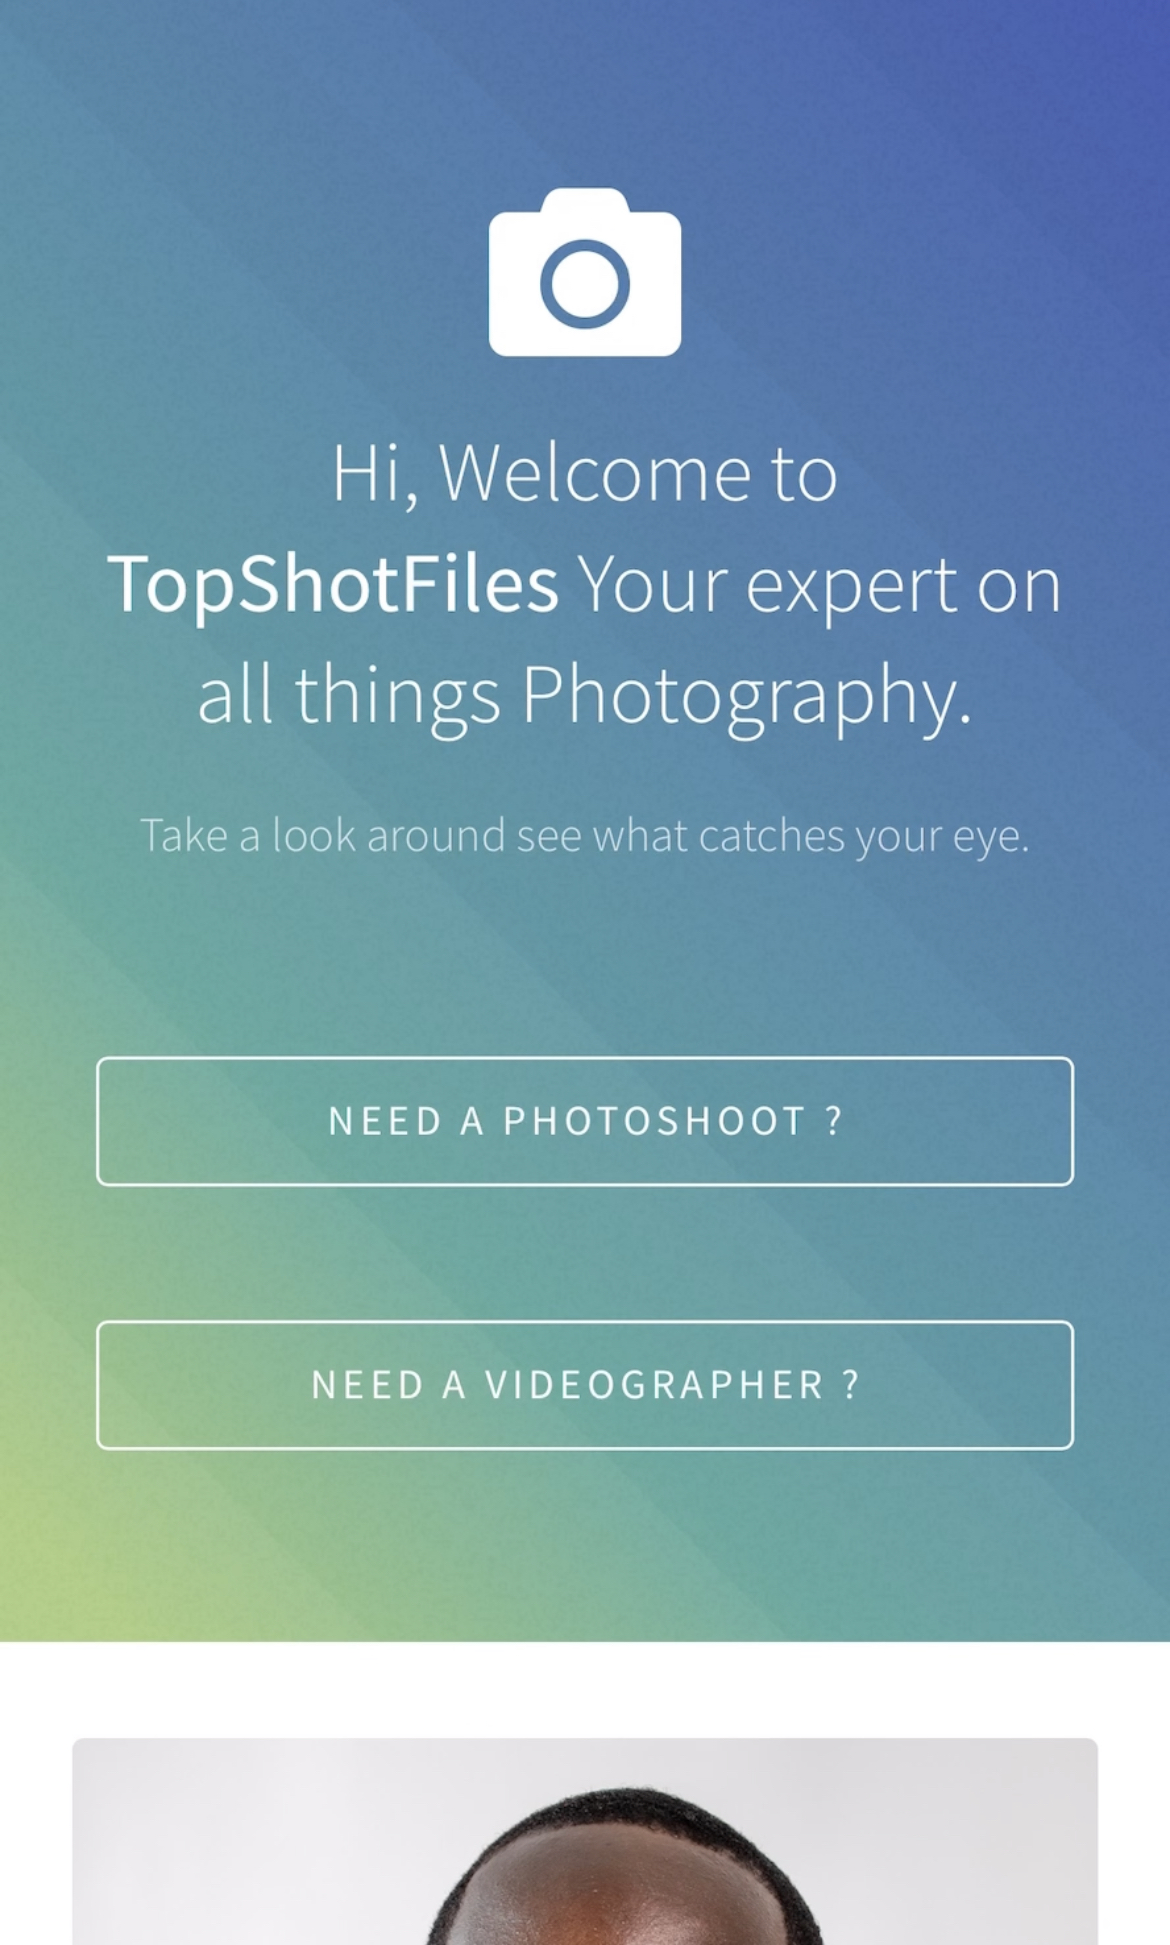 Hi, Welcome to
TopShotFiles Your expert on
all things Photography.
Take a look around see what catches your eye.
NEED A PHOTOSHOOT ?
NEED A VIDEOGRAPHER ?